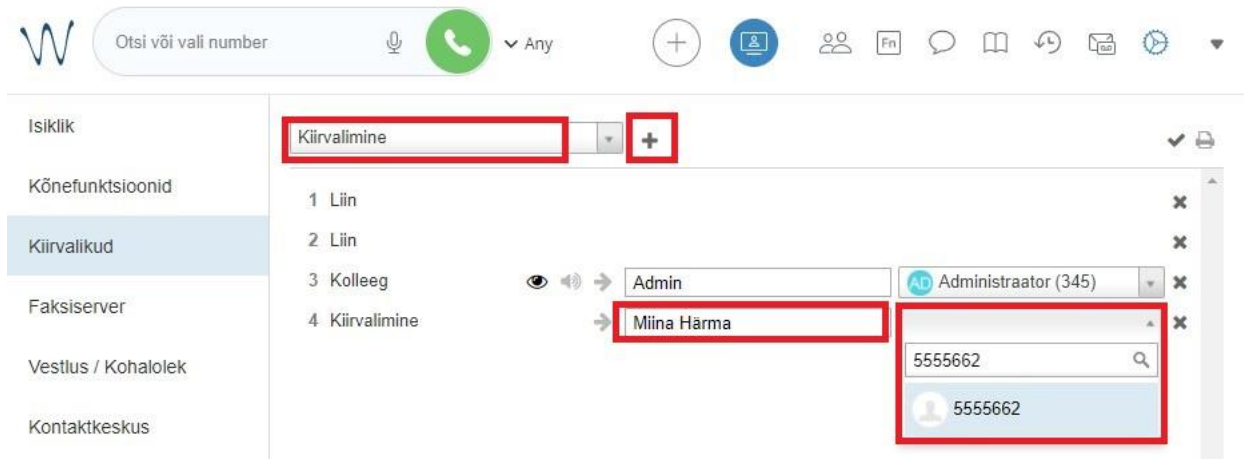 Otsi või vali number
Any
Fn
Isiklik
Kõnefunktsioonid
Kiirvalikud
Faksiserver
Vestlus / Kohalolek
Kontaktkeskus
Kiirvalimine
1 Liin
2 Liin
3 Kolleeg Admin AD Administraator (345)
4 Kiirvalimine Miina Härma
5555662
5555662